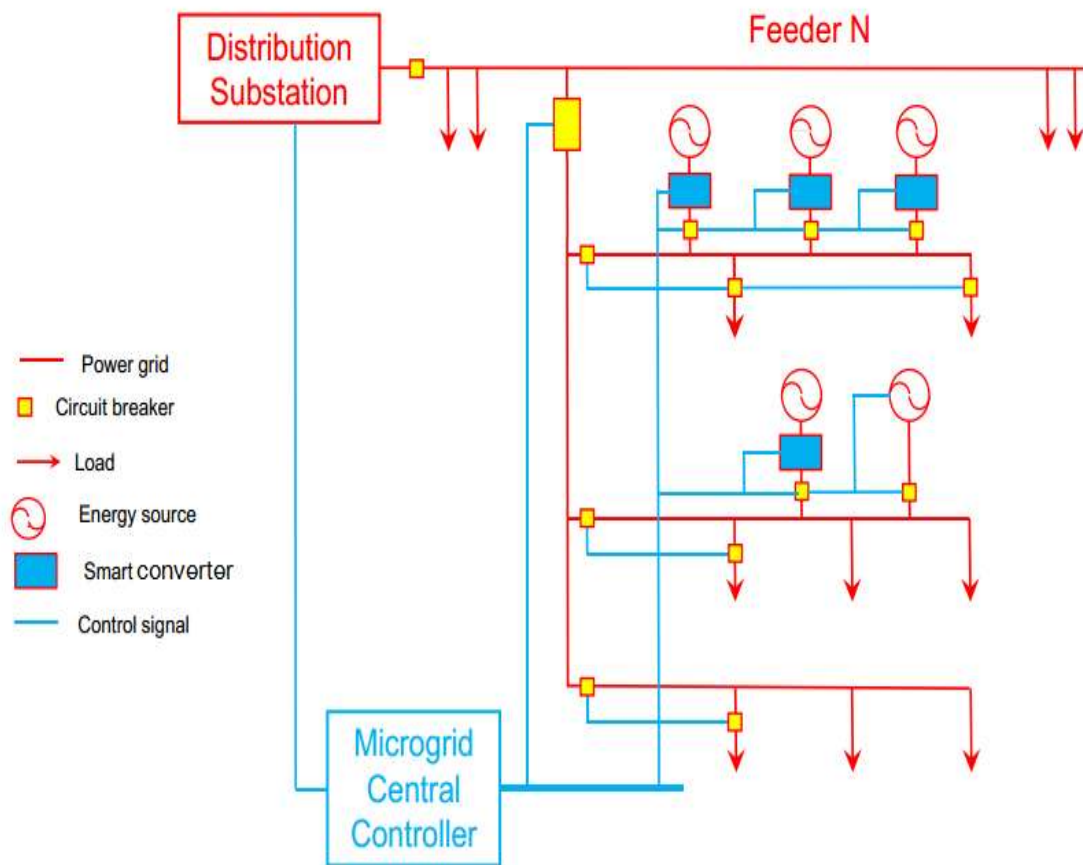 Distribution
Substation
Feeder N
Power grid
Circuit breaker
Load
Energy source
Smart converter
Control signal
Microgrid
Central
Controller